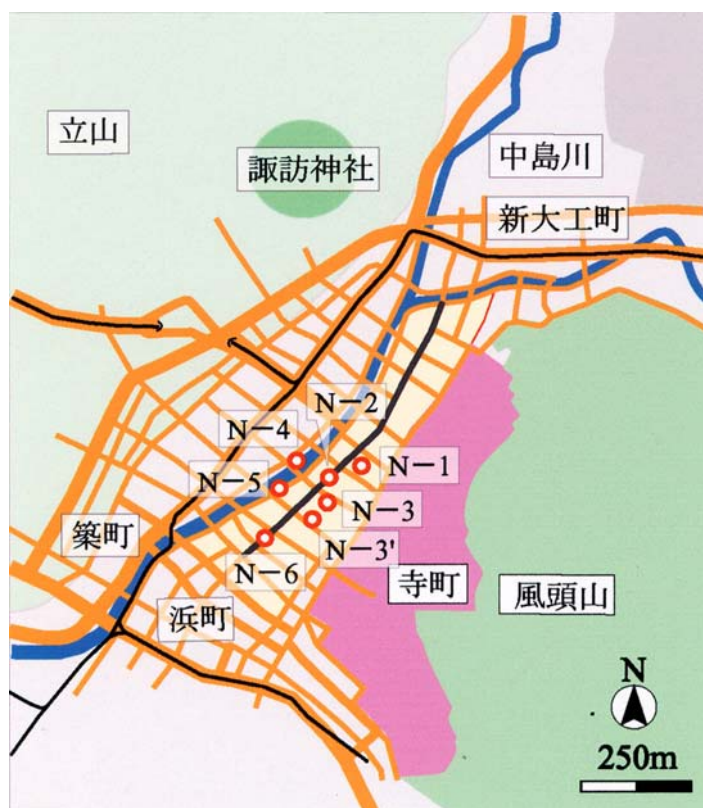 立山
諏訪神社
中島川
新大工町
N－2
N－4
N－1
N－5
N－3
築町
N－3'
N－6
寺町
風頭山
浜町
N
250m